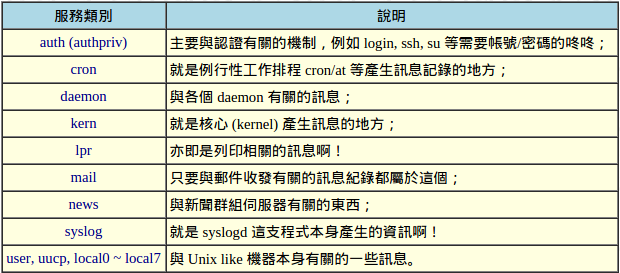 服務類別 說明
auth (authpriv) 主要與認證有關的機制，例如 login, ssh, su 等需要帳號/密碼的咚咚；
cron 就是例行性工作排程 cron/at 等產生訊息記錄的地方；
daemon 與各個 daemon 有關的訊息；
kern 就是核心 (kernel) 產生訊息的地方；
lpr 亦即是列印相關的訊息啊！
mail 只要與郵件收發有關的訊息紀錄都屬於這個；
news 與新聞群組伺服器有關的東西；
syslog 就是 syslogd 這支程式本身產生的資訊啊！
user, uucp, local0 ~ local7 與 Unix like 機器本身有關的一些訊息。